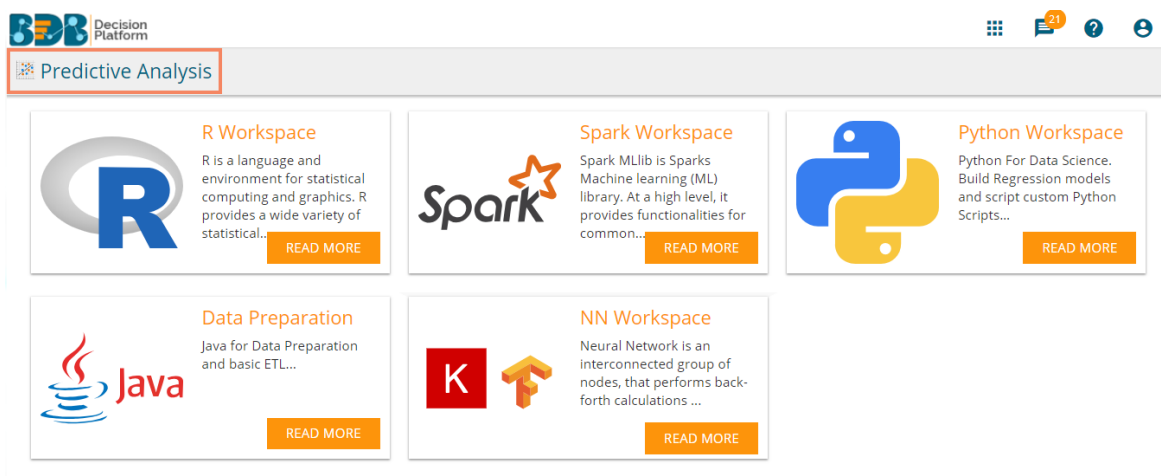 BDB Decision
Platform
21
?
Predictive Analysis
R
R Workspace
R is a language and
environment for statistical
computing and graphics. R
provides a wide variety of
statistical...
READ MORE
Spark
Spark Workspace
Spark MLlib is Sparks
Machine learning (ML)
library. At a high level, it
provides functionalities for
common...
READ MORE
Python Workspace
Python For Data Science.
Build Regression models
and script custom Python
Scripts...
READ MORE
Java
Data Preparation
Java for Data Preparation
and basic ETL...
READ MORE
K
NN Workspace
Neural Network is an
interconnected group of
nodes, that performs back-
forth calculations ...
READ MORE